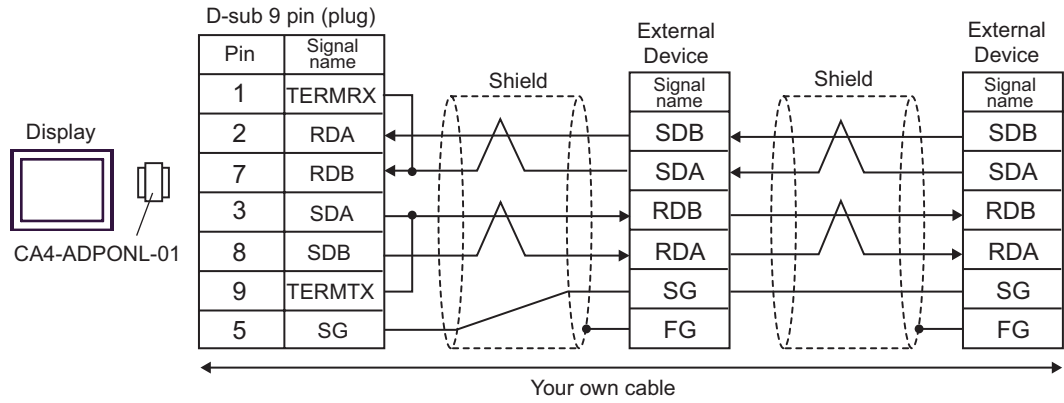 D-sub 9 pin (plug)
Pin Signal name
1 TERMRX
2 RDA
7 RDB
3 SDA
8 SDB
9 TERMTX
5 SG
Display
CA4-ADPONL-01
Shield
External Device
Signal name
SDB
SDA
RDB
RDA
SG
FG
Shield
External Device
Signal name
SDB
SDA
RDB
RDA
SG
FG
Your own cable